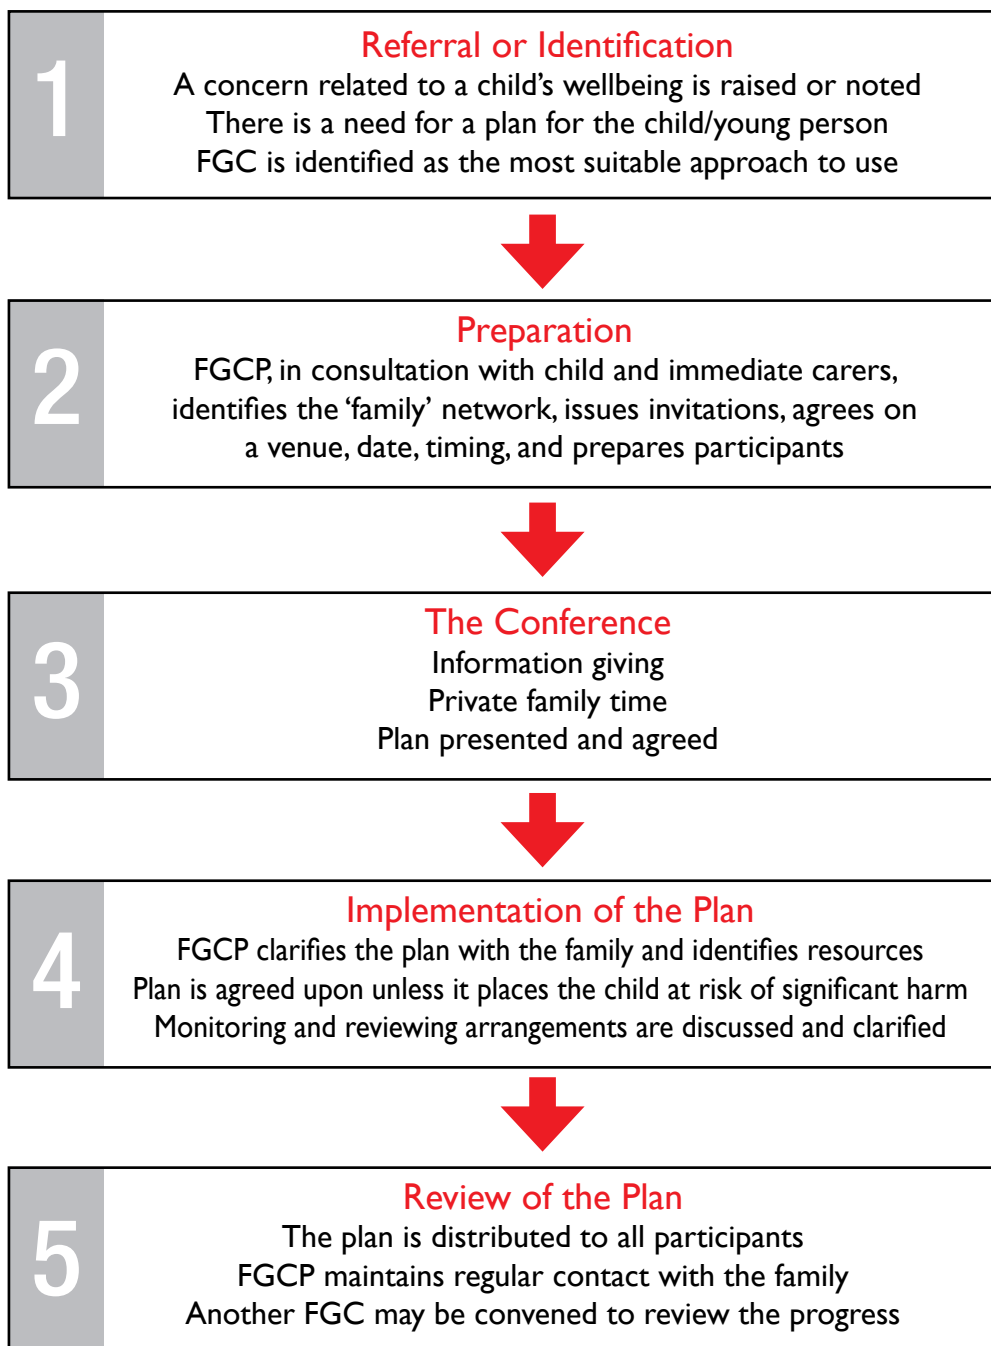 1
Referral or Identification
A concern related to a child’s wellbeing is raised or noted
There is a need for a plan for the child/young person
FGC is identified as the most suitable approach to use
2
Preparation
FGCP, in consultation with child and immediate carers,
identifies the ‘family’ network, issues invitations, agrees on
a venue, date, timing, and prepares participants
3
The Conference
Information giving
Private family time
Plan presented and agreed
4
Implementation of the Plan
FGCP clarifies the plan with the family and identifies resources
Plan is agreed upon unless it places the child at risk of significant harm
Monitoring and reviewing arrangements are discussed and clarified
5
Review of the Plan
The plan is distributed to all participants
FGCP maintains regular contact with the family
Another FGC may be convened to review the progress